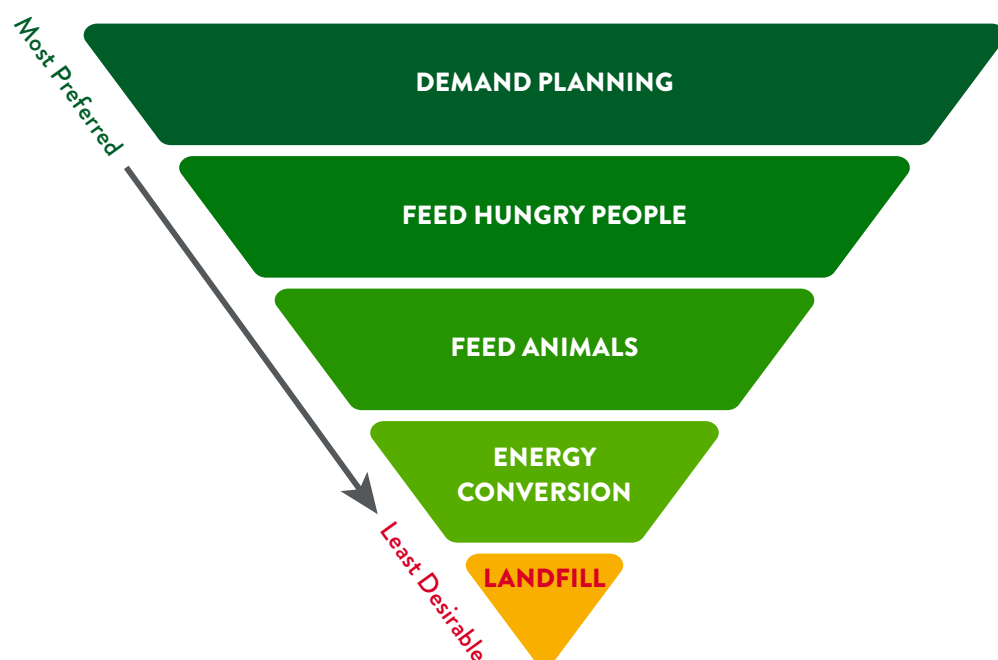 Most Preferred
DEMAND PLANNING
FEED HUNGRY PEOPLE
FEED ANIMALS
ENERGY
CONVERSION
Least Desirable
LANDFILL